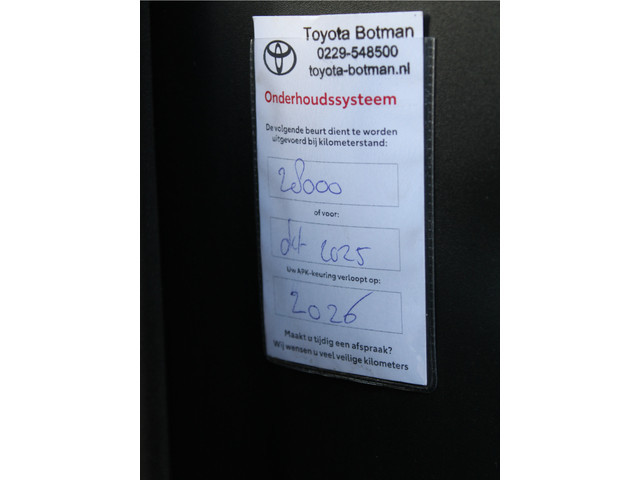 Toyota Botman
0229-548500
toyota-botman.nl
Onderhoudssysteem
De volgende beurt dient te worden
uitgevoerd bij kilometerstand:
28000
of voor:
okt 2025
Uw APK-keuring verloopt op:
2026
Maakt u tijdig een afspraak?
Wij wensen u veel veilige kilometers